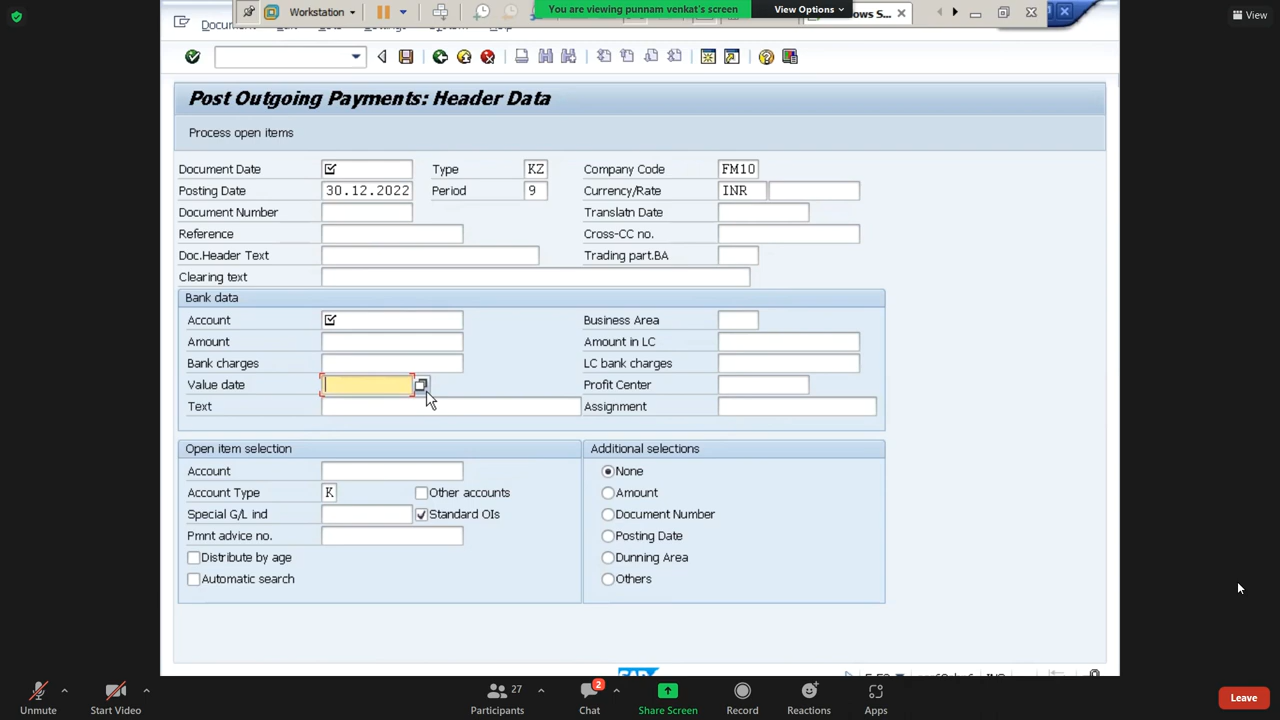 You are viewing punnam venkat's screen
View Options
View
Workstation
Post Outgoing Payments: Header Data
Process open items
Document Date Type KZ Company Code FM10
Posting Date 30.12.2022 Period 9 Currency/Rate INR
Document Number Translatn Date
Reference Cross-CC no.
Doc.Header Text Trading part.BA
Clearing text
Bank data
Account Business Area
Amount Amount in LC
Bank charges LC bank charges
Value date Profit Center
Text Assignment
Open item selection Additional selections
Account None
Account Type K Other accounts Amount
Special G/L ind Standard OIs Document Number
Pmnt advice no. Posting Date
Distribute by age Dunning Area
Automatic search Others
27 2
Unmute Start Video Participants Chat Share Screen Record Reactions Apps Leave